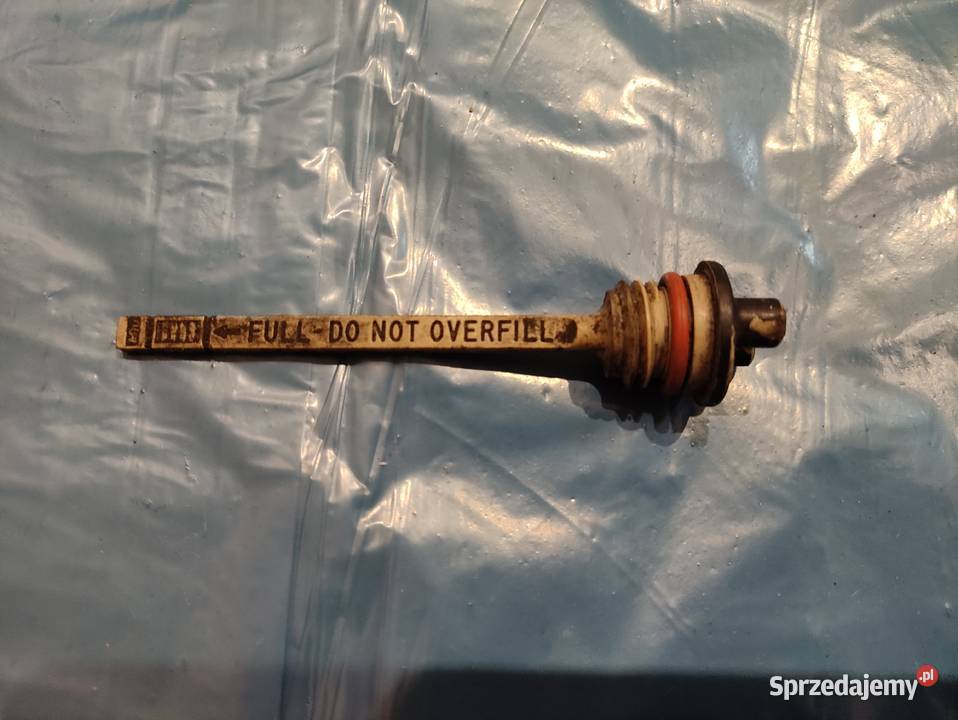 ← FULL - DO NOT OVERFILL
Sprzedajemy.pl